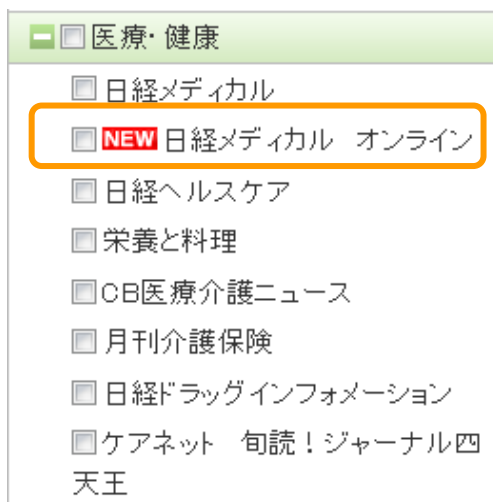 医療・健康
日経メディカル
NEW 日経メディカル　オンライン
日経ヘルスケア
栄養と料理
CB医療介護ニュース
月刊介護保険
日経ドラッグインフォメーション
ケアネット　旬読！ジャーナル四
天王